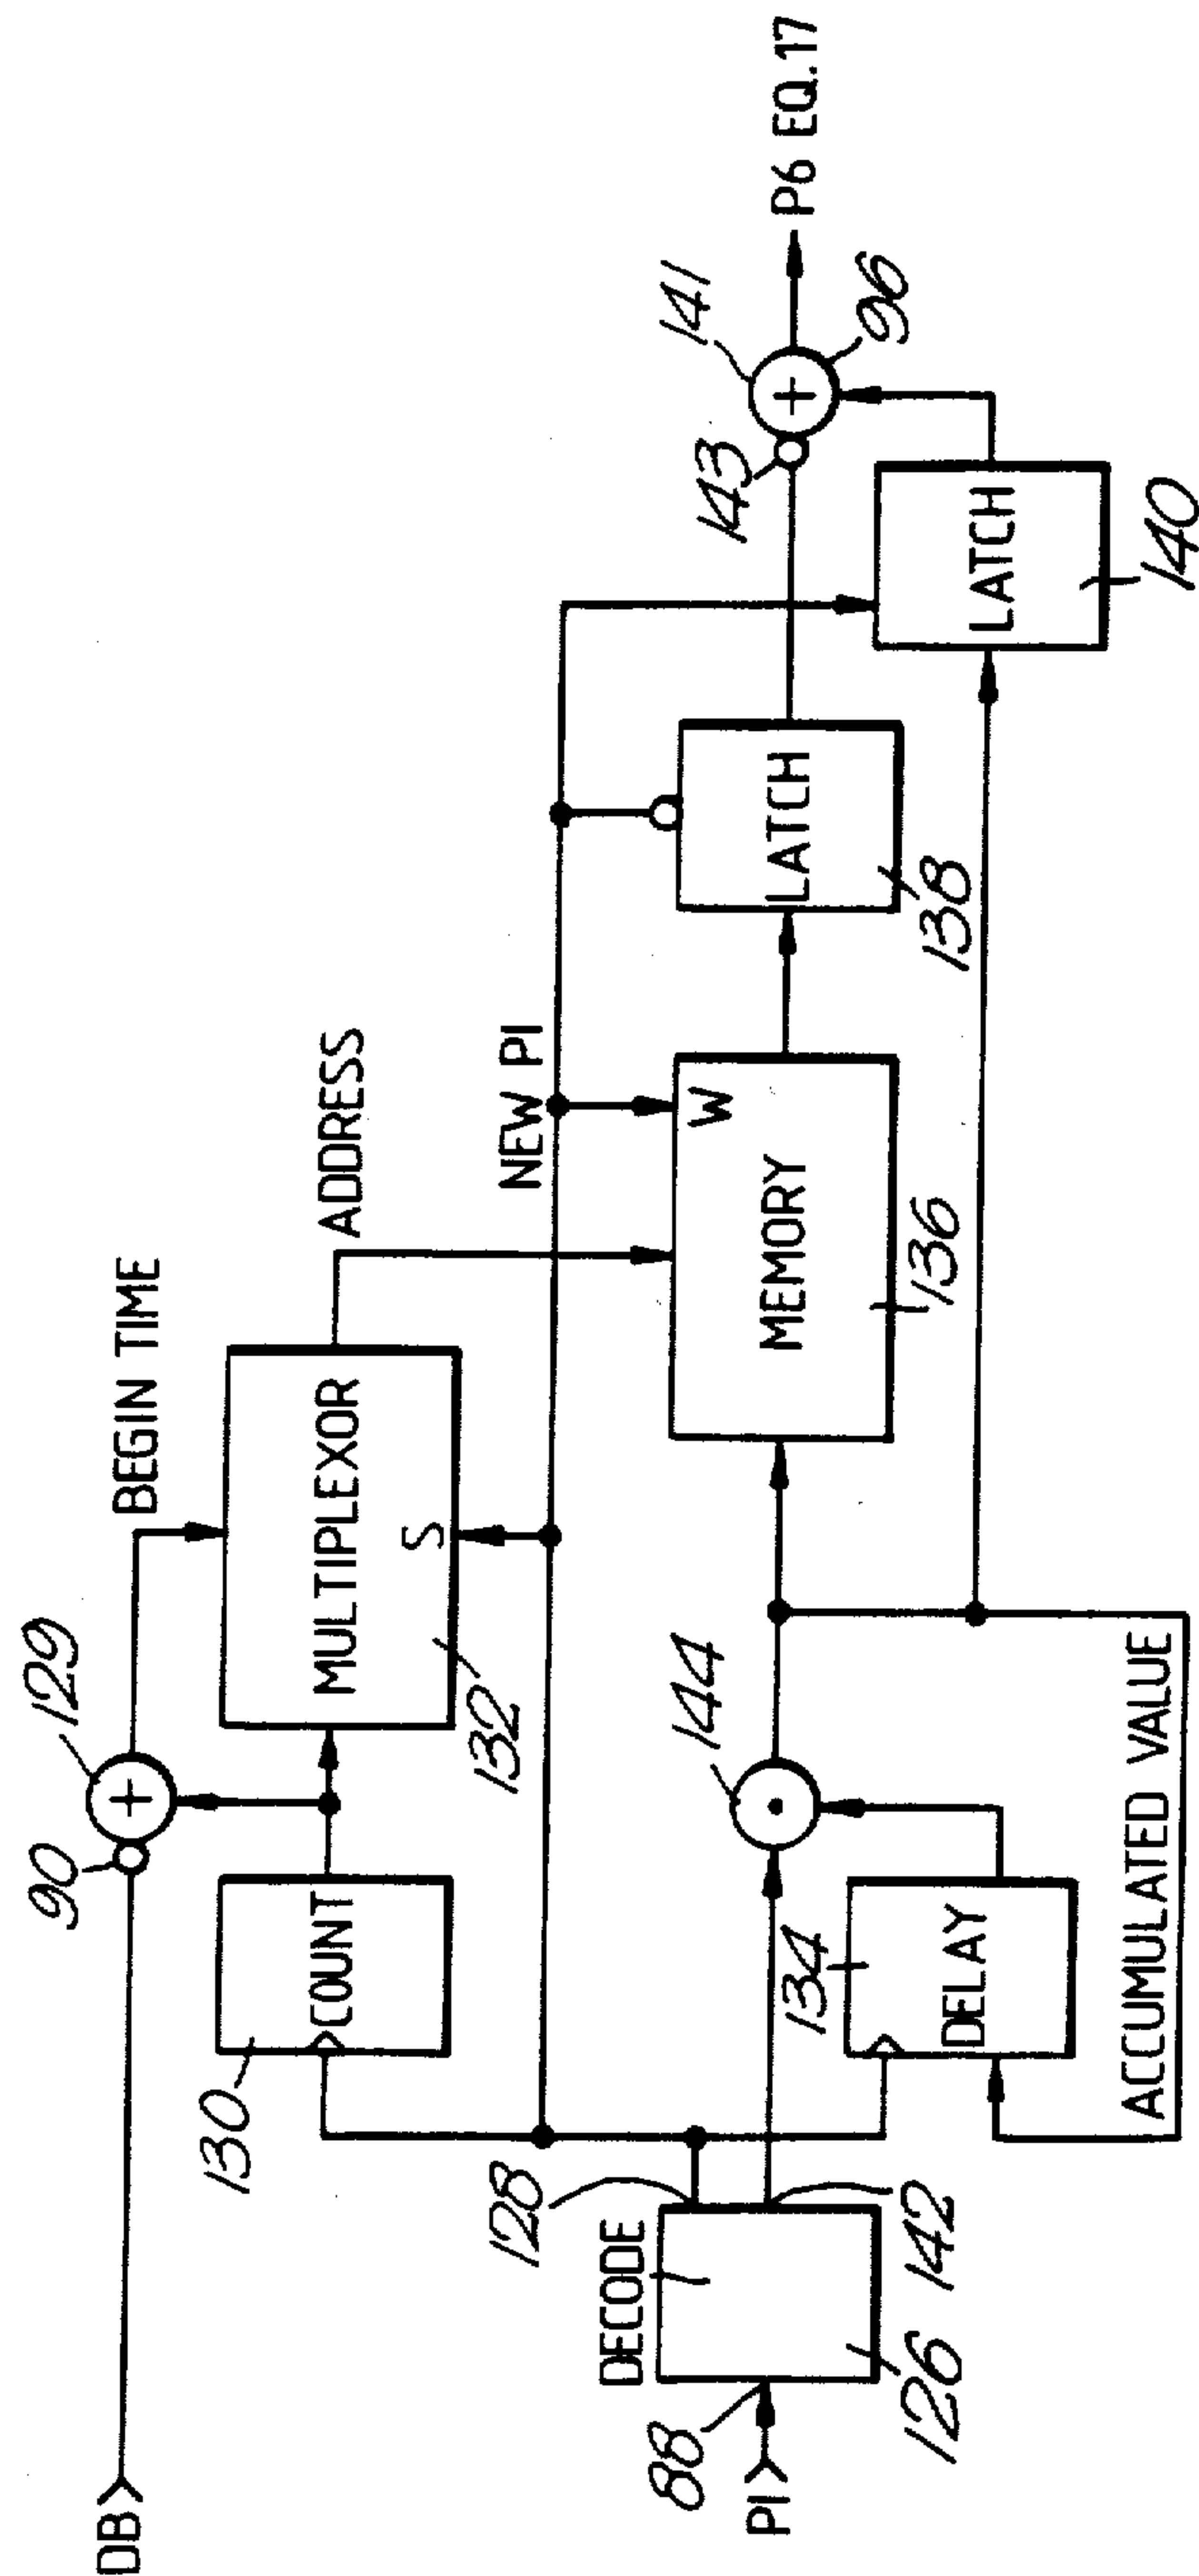 DB
90
129
BEGIN TIME
130
COUNT
MULTIPLEXOR
S
132
ADDRESS
NEW PI
128
DECODE
PI
88
126
142
144
134
DELAY
ACCUMULATED VALUE
MEMORY
W
136
LATCH
138
143
141
96
LATCH
140
P6 EQ.17